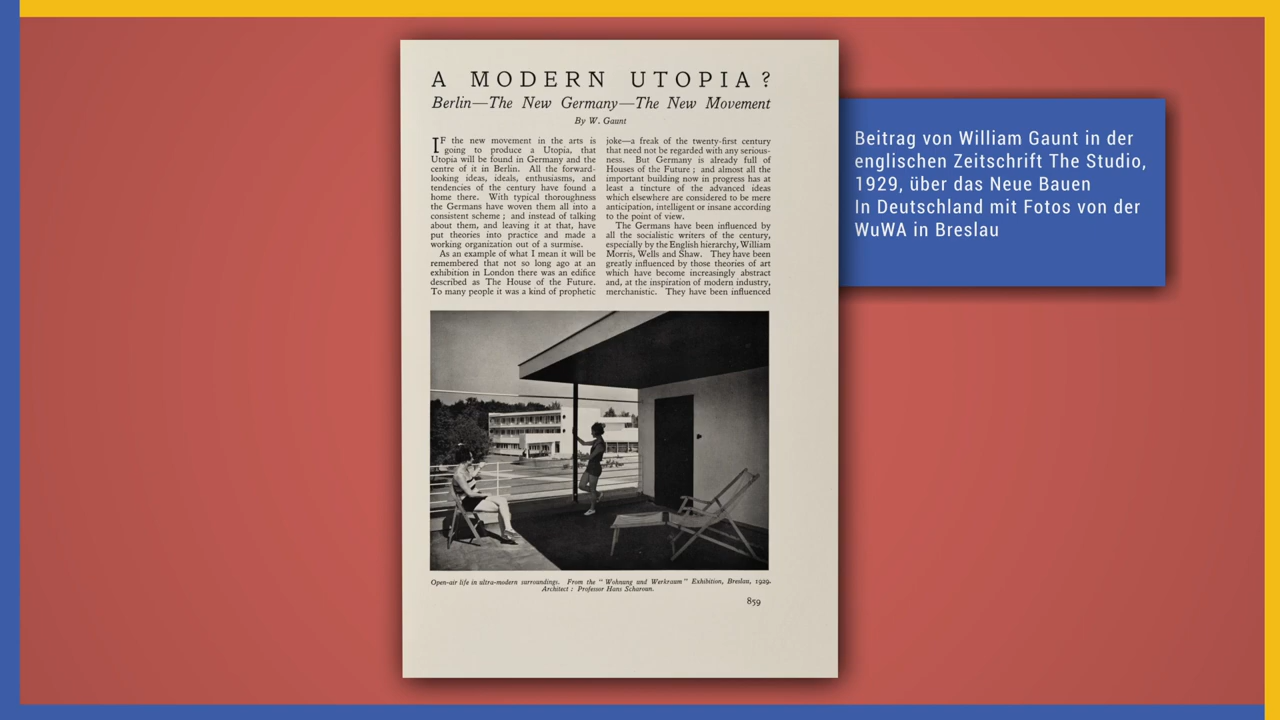 A MODERN UTOPIA?
Berlin—The New Germany—The New Movement
By W. Gaunt
IF the new movement in the arts is
going to produce a Utopia, that
Utopia will be found in Germany and the
centre of it in Berlin. All the forward-
looking ideas, ideals, enthusiasms, and
tendencies of the century have found a
home there. With typical thoroughness
the Germans have woven them all into a
consistent scheme; and instead of talking
about them, and leaving it at that, have
put theories into practice and made a
working organization out of a surmise.
As an example of what I mean it will be
remembered that not so long ago at an
exhibition in London there was an edifice
described as The House of the Future.
To many people it was a kind of prophetic
joke—a freak of the twenty-first century
that need not be regarded with any serious-
ness. But Germany is already full of
Houses of the Future; and almost all the
important building now in progress has at
least a tincture of the advanced ideas
which elsewhere are considered to be mere
anticipation, intelligent or insane according
to the point of view.
The Germans have been influenced by
all the socialistic writers of the century,
especially by the English hierarchy, William
Morris, Wells and Shaw. They have been
greatly influenced by those theories of art
which have become increasingly abstract
and, at the inspiration of modern industry,
merchanistic. They have been influenced
Open-air life in ultra-modern surroundings. From the "Wohnung und Werkraum" Exhibition, Breslau, 1929.
Architect: Professor Hans Scharoun.
859
Beitrag von William Gaunt in der
englischen Zeitschrift The Studio,
1929, über das Neue Bauen
In Deutschland mit Fotos von der
WuWA in Breslau